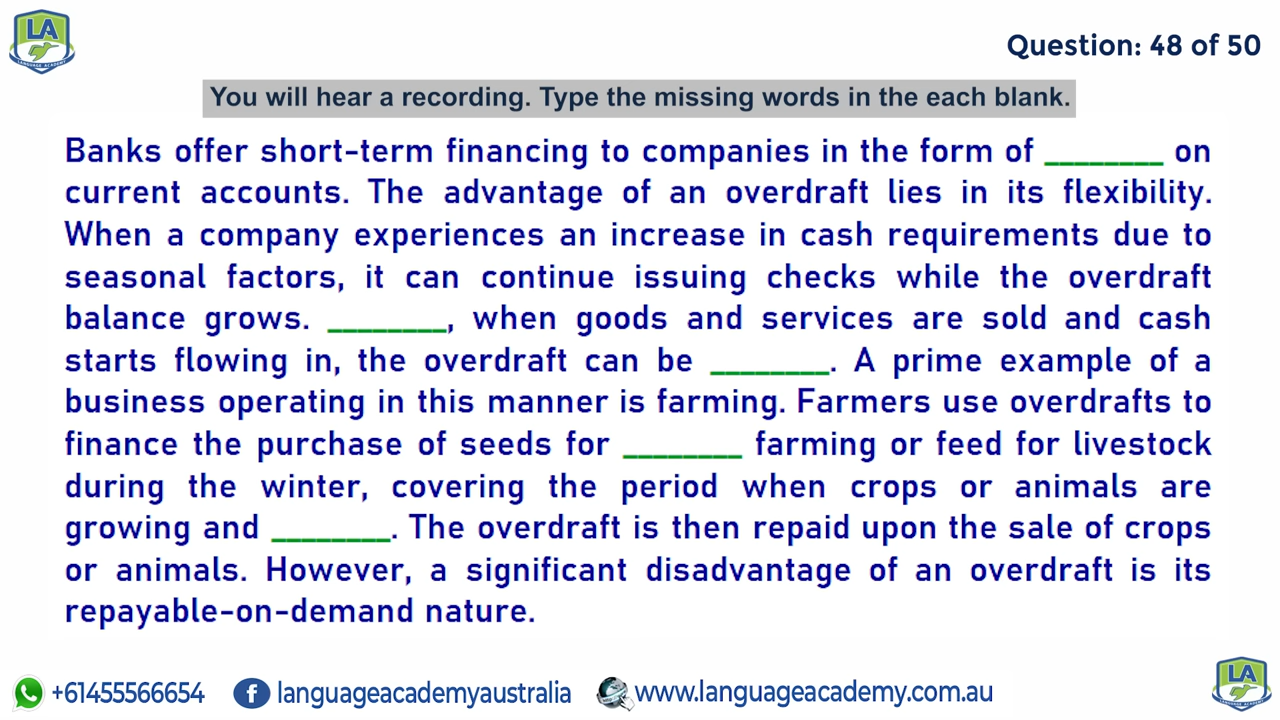 LA
LANGUAGE ACADEMY
Question: 48 of 50
You will hear a recording. Type the missing words in the each blank.
Banks offer short-term financing to companies in the form of ________ on
current accounts. The advantage of an overdraft lies in its flexibility.
When a company experiences an increase in cash requirements due to
seasonal factors, it can continue issuing checks while the overdraft
balance grows. ________, when goods and services are sold and cash
starts flowing in, the overdraft can be ________. A prime example of a
business operating in this manner is farming. Farmers use overdrafts to
finance the purchase of seeds for ________ farming or feed for livestock
during the winter, covering the period when crops or animals are
growing and ________. The overdraft is then repaid upon the sale of crops
or animals. However, a significant disadvantage of an overdraft is its
repayable-on-demand nature.
+61455566654 f languageacademyaustralia www.languageacademy.com.au
LA
LANGUAGE ACADEMY